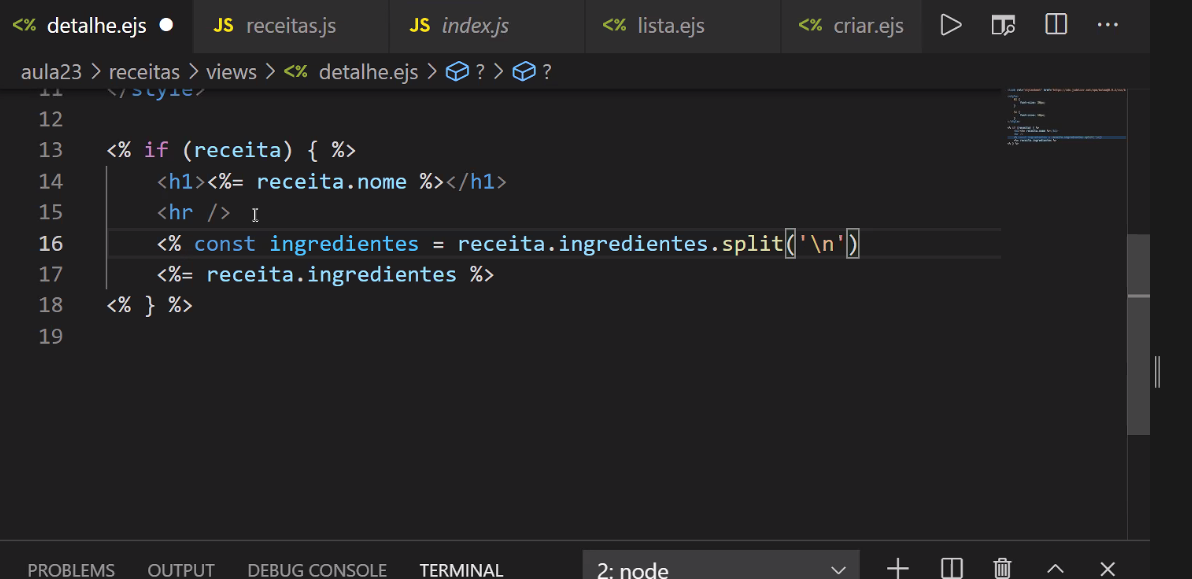 <% detalhe.ejs JS receitas.js JS index.js <% lista.ejs <% criar.ejs
aula23 > receitas > views > <% detalhe.ejs > ? > ?
11 </style>
12
13 <% if (receita) { %>
14 <h1><%= receita.nome %></h1>
15 <hr />
16 <% const ingredientes = receita.ingredientes.split('\n')
17 <%= receita.ingredientes %>
18 <% } %>
19
PROBLEMS OUTPUT DEBUG CONSOLE TERMINAL 2: node